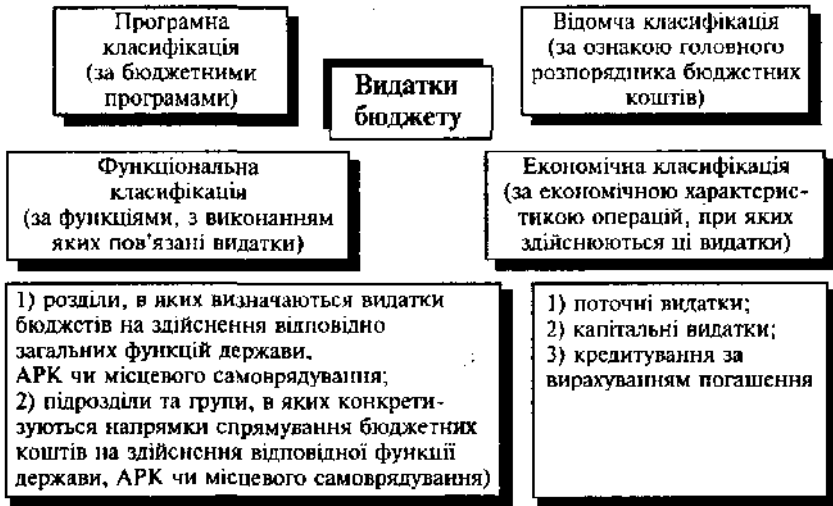 Програмна
класифікація
(за бюджетними
програмами)
Видатки
бюджету
Відомча класифікація
(за ознакою головного
розпорядника бюджетних
коштів)
Функціональна
класифікація
(за функціями, з виконанням
яких пов'язані видатки)
Економічна класифікація
(за економічною характерис-
тикою операцій, при яких
здійснюються ці видатки)
1) розділи, в яких визначаються видатки
бюджетів на здійснення відповідно
загальних функцій держави,
АРК чи місцевого самоврядування;
2) підрозділи та групи, в яких конкрети-
зуються напрямки спрямування бюджетних
коштів на здійснення відповідної функції
держави, АРК чи місцевого самоврядування)
1) поточні видатки;
2) капітальні видатки;
3) кредитування за
вирахуванням погашення